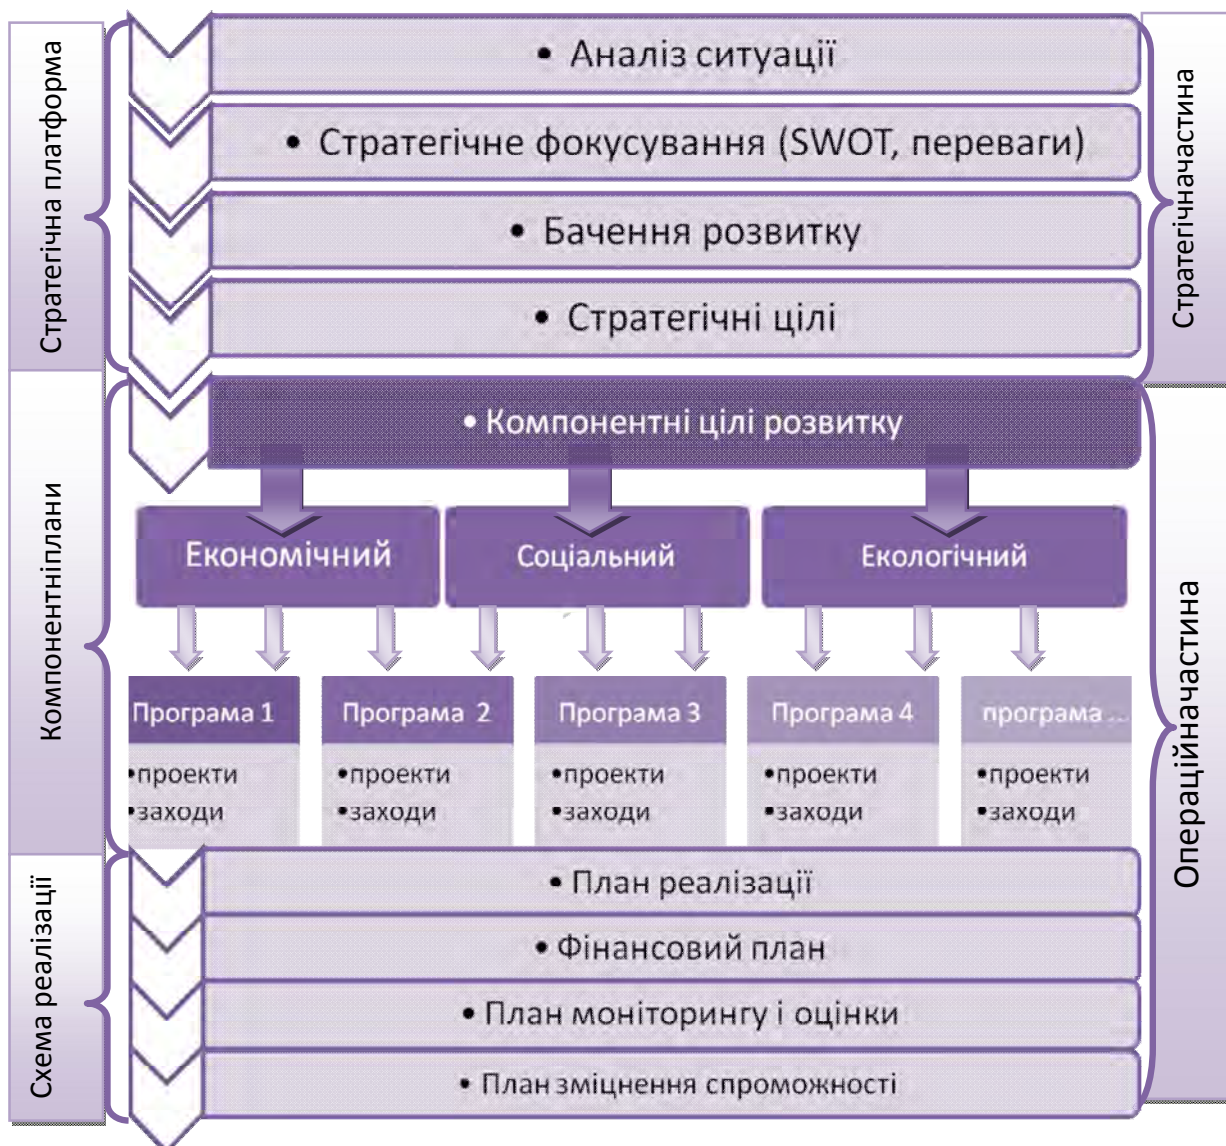 Стратегічна платформа
• Аналіз ситуації
• Стратегічне фокусування (SWOT, переваги)
• Бачення розвитку
• Стратегічні цілі
Стратегічначастина
Компонентніплани
• Компонентні цілі розвитку
Економічний
Соціальний
Екологічний
Програма 1
•проекти
•заходи
Програма 2
•проекти
•заходи
Програма 3
•проекти
•заходи
Програма 4
•проекти
•заходи
програма ...
•проекти
•заходи
Операційначастина
Схема реалізації
• План реалізації
• Фінансовий план
• План моніторингу і оцінки
• План зміцнення спроможності